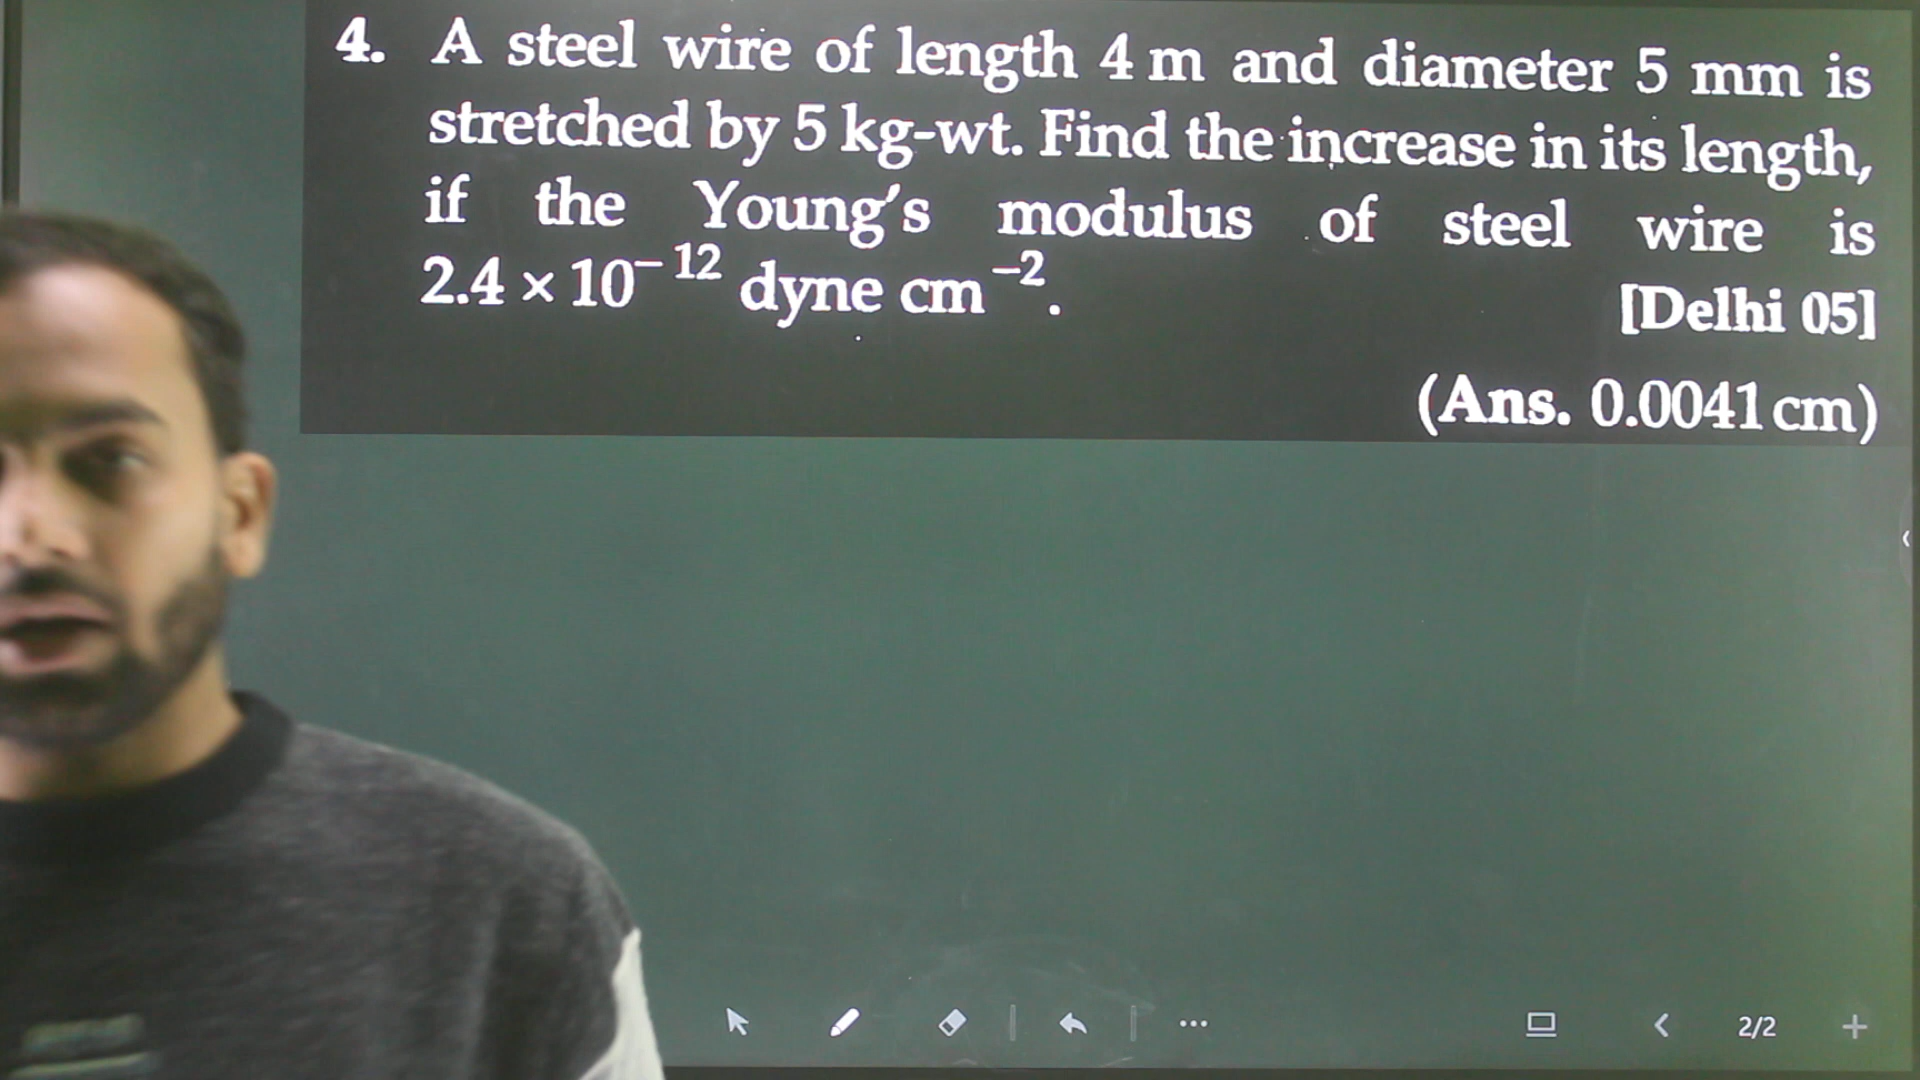 4. A steel wire of length 4 m and diameter 5 mm is
stretched by 5 kg-wt. Find the increase in its length,
if the Young's modulus of steel wire is
2.4 × 10⁻¹² dyne cm⁻².
[Delhi 05]
(Ans. 0.0041 cm)
2/2